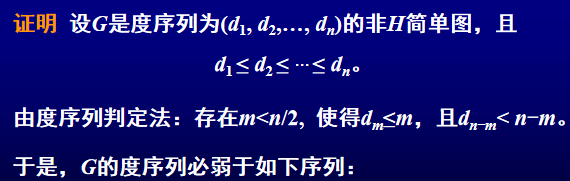 证明 设G是度序列为(d1, d2,…, dn)的非H简单图，且
d1 ≤ d2 ≤ ⋯ ≤ dn。
由度序列判定法：存在m<n/2, 使得dm≤m，且dn−m< n−m。
于是，G的度序列必弱于如下序列：